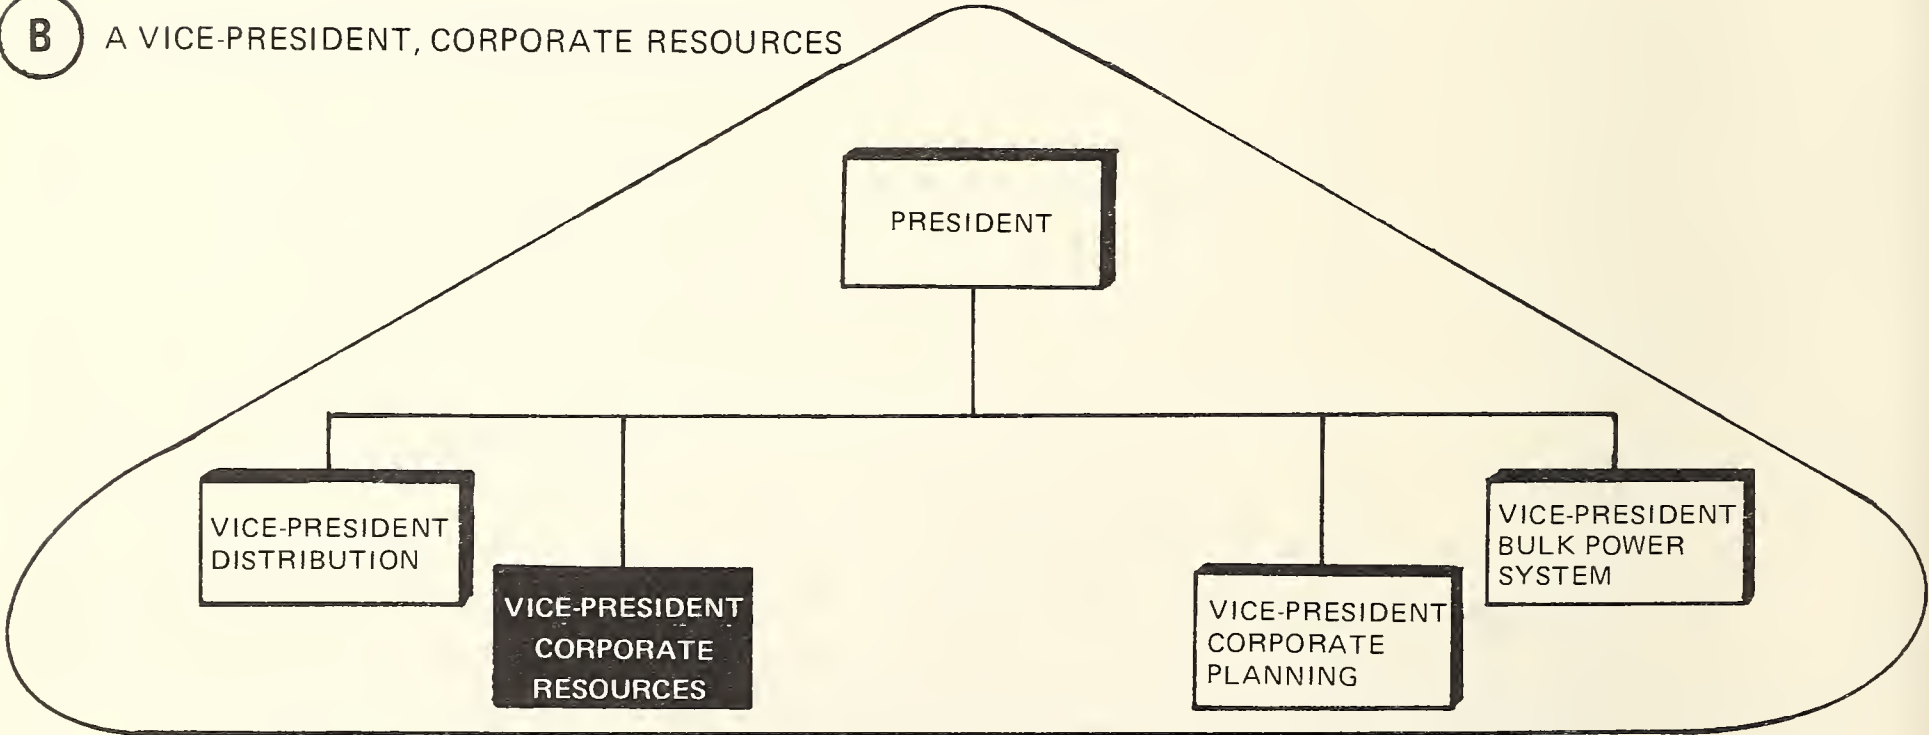 B
A VICE-PRESIDENT, CORPORATE RESOURCES
PRESIDENT
VICE-PRESIDENT
DISTRIBUTION
VICE-PRESIDENT
CORPORATE
RESOURCES
VICE-PRESIDENT
CORPORATE
PLANNING
VICE-PRESIDENT
BULK POWER
SYSTEM